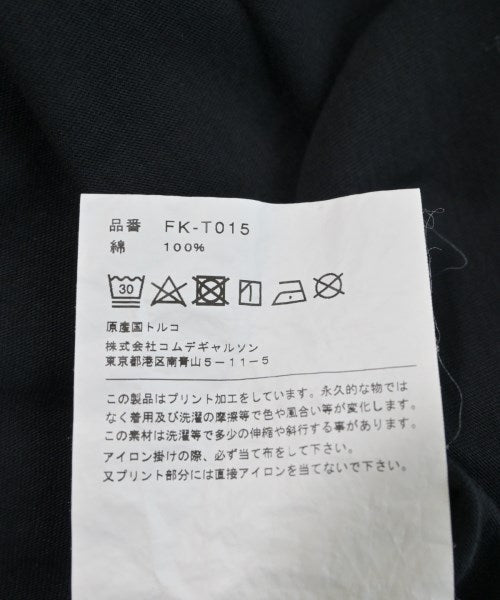 品番 FK-T015
綿 100%
30
原産国トルコ
株式会社コムデギャルソン
東京都港区南青山5-11-5
この製品はプリント加工をしています。永久的な物では
なく着用及び洗濯の摩擦等で色や風合い等が変化します。
この素材は洗濯等で多少の伸縮や斜行する事があります。
アイロン掛けの際、必ず当て布をして下さい。
又プリント部分には直接アイロンを当てないで下さい。